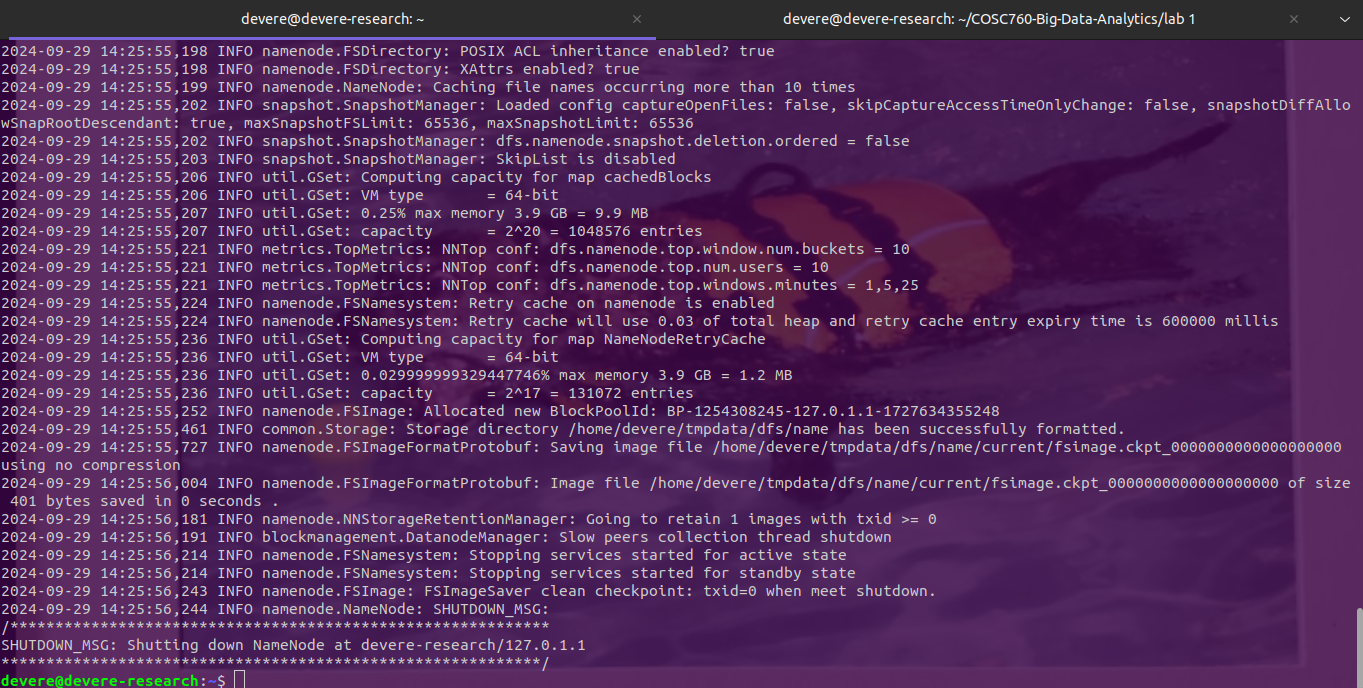 devere@devere-research: ~
devere@devere-research: ~/COSC760-Big-Data-Analytics/lab 1
2024-09-29 14:25:55,198 INFO namenode.FSDirectory: POSIX ACL inheritance enabled? true
2024-09-29 14:25:55,198 INFO namenode.FSDirectory: XAttrs enabled? true
2024-09-29 14:25:55,199 INFO namenode.NameNode: Caching file names occurring more than 10 times
2024-09-29 14:25:55,202 INFO snapshot.SnapshotManager: Loaded config captureOpenFiles: false, skipCaptureAccessTimeOnlyChange: false, snapshotDiffAllo
wSnapRootDescendant: true, maxSnapshotFSLimit: 65536, maxSnapshotLimit: 65536
2024-09-29 14:25:55,202 INFO snapshot.SnapshotManager: dfs.namenode.snapshot.deletion.ordered = false
2024-09-29 14:25:55,203 INFO snapshot.SnapshotManager: SkipList is disabled
2024-09-29 14:25:55,206 INFO util.GSet: Computing capacity for map cachedBlocks
2024-09-29 14:25:55,206 INFO util.GSet: VM type       = 64-bit
2024-09-29 14:25:55,207 INFO util.GSet: 0.25% max memory 3.9 GB = 9.9 MB
2024-09-29 14:25:55,207 INFO util.GSet: capacity      = 2^20 = 1048576 entries
2024-09-29 14:25:55,221 INFO metrics.TopMetrics: NNTop conf: dfs.namenode.top.window.num.buckets = 10
2024-09-29 14:25:55,221 INFO metrics.TopMetrics: NNTop conf: dfs.namenode.top.num.users = 10
2024-09-29 14:25:55,221 INFO metrics.TopMetrics: NNTop conf: dfs.namenode.top.windows.minutes = 1,5,25
2024-09-29 14:25:55,224 INFO namenode.FSNamesystem: Retry cache on namenode is enabled
2024-09-29 14:25:55,224 INFO namenode.FSNamesystem: Retry cache will use 0.03 of total heap and retry cache entry expiry time is 600000 millis
2024-09-29 14:25:55,236 INFO util.GSet: Computing capacity for map NameNodeRetryCache
2024-09-29 14:25:55,236 INFO util.GSet: VM type       = 64-bit
2024-09-29 14:25:55,236 INFO util.GSet: 0.029999999329447746% max memory 3.9 GB = 1.2 MB
2024-09-29 14:25:55,236 INFO util.GSet: capacity      = 2^17 = 131072 entries
2024-09-29 14:25:55,252 INFO namenode.FSImage: Allocated new BlockPoolId: BP-1254308245-127.0.1.1-1727634355248
2024-09-29 14:25:55,461 INFO common.Storage: Storage directory /home/devere/tmpdata/dfs/name has been successfully formatted.
2024-09-29 14:25:55,727 INFO namenode.FSImageFormatProtobuf: Saving image file /home/devere/tmpdata/dfs/name/current/fsimage.ckpt_0000000000000000000
using no compression
2024-09-29 14:25:56,004 INFO namenode.FSImageFormatProtobuf: Image file /home/devere/tmpdata/dfs/name/current/fsimage.ckpt_0000000000000000000 of size
 401 bytes saved in 0 seconds .
2024-09-29 14:25:56,181 INFO namenode.NNStorageRetentionManager: Going to retain 1 images with txid >= 0
2024-09-29 14:25:56,191 INFO blockmanagement.DatanodeManager: Slow peers collection thread shutdown
2024-09-29 14:25:56,214 INFO namenode.FSNamesystem: Stopping services started for active state
2024-09-29 14:25:56,214 INFO namenode.FSNamesystem: Stopping services started for standby state
2024-09-29 14:25:56,243 INFO namenode.FSImage: FSImageSaver clean checkpoint: txid=0 when meet shutdown.
2024-09-29 14:25:56,244 INFO namenode.NameNode: SHUTDOWN_MSG:
/************************************************************
SHUTDOWN_MSG: Shutting down NameNode at devere-research/127.0.1.1
************************************************************/
devere@devere-research:~$